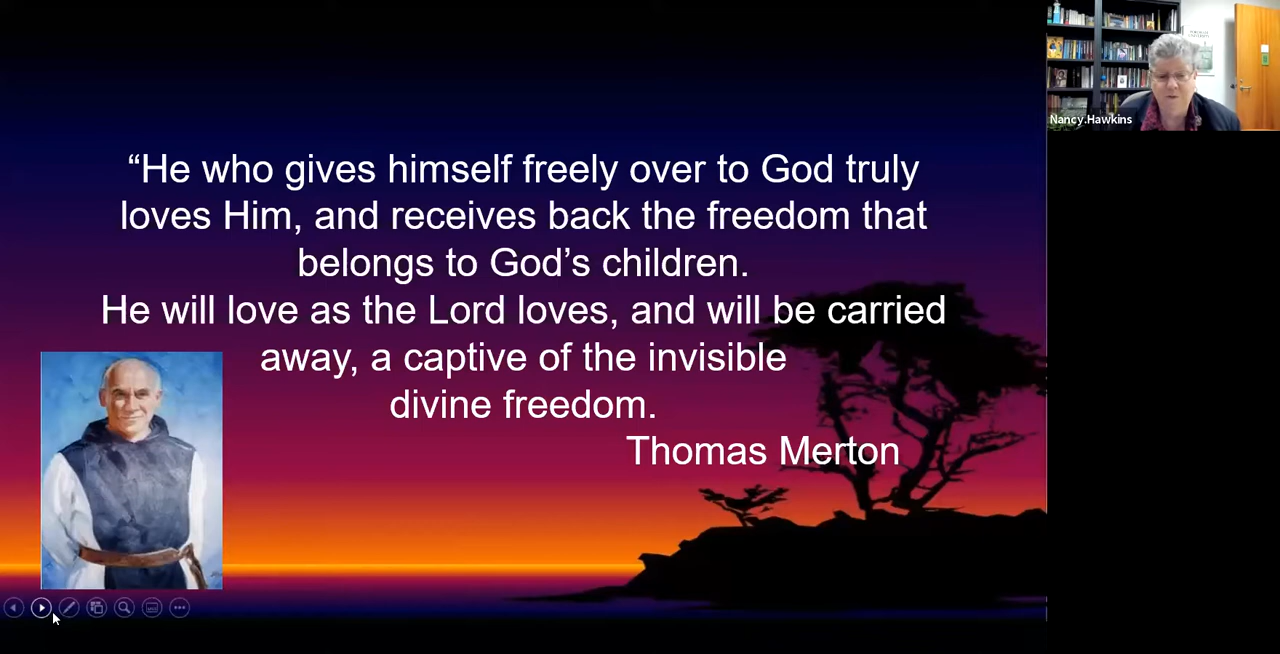 “He who gives himself freely over to God truly
loves Him, and receives back the freedom that
belongs to God’s children.
He will love as the Lord loves, and will be carried
away, a captive of the invisible
divine freedom.
Thomas Merton
Nancy.Hawkins